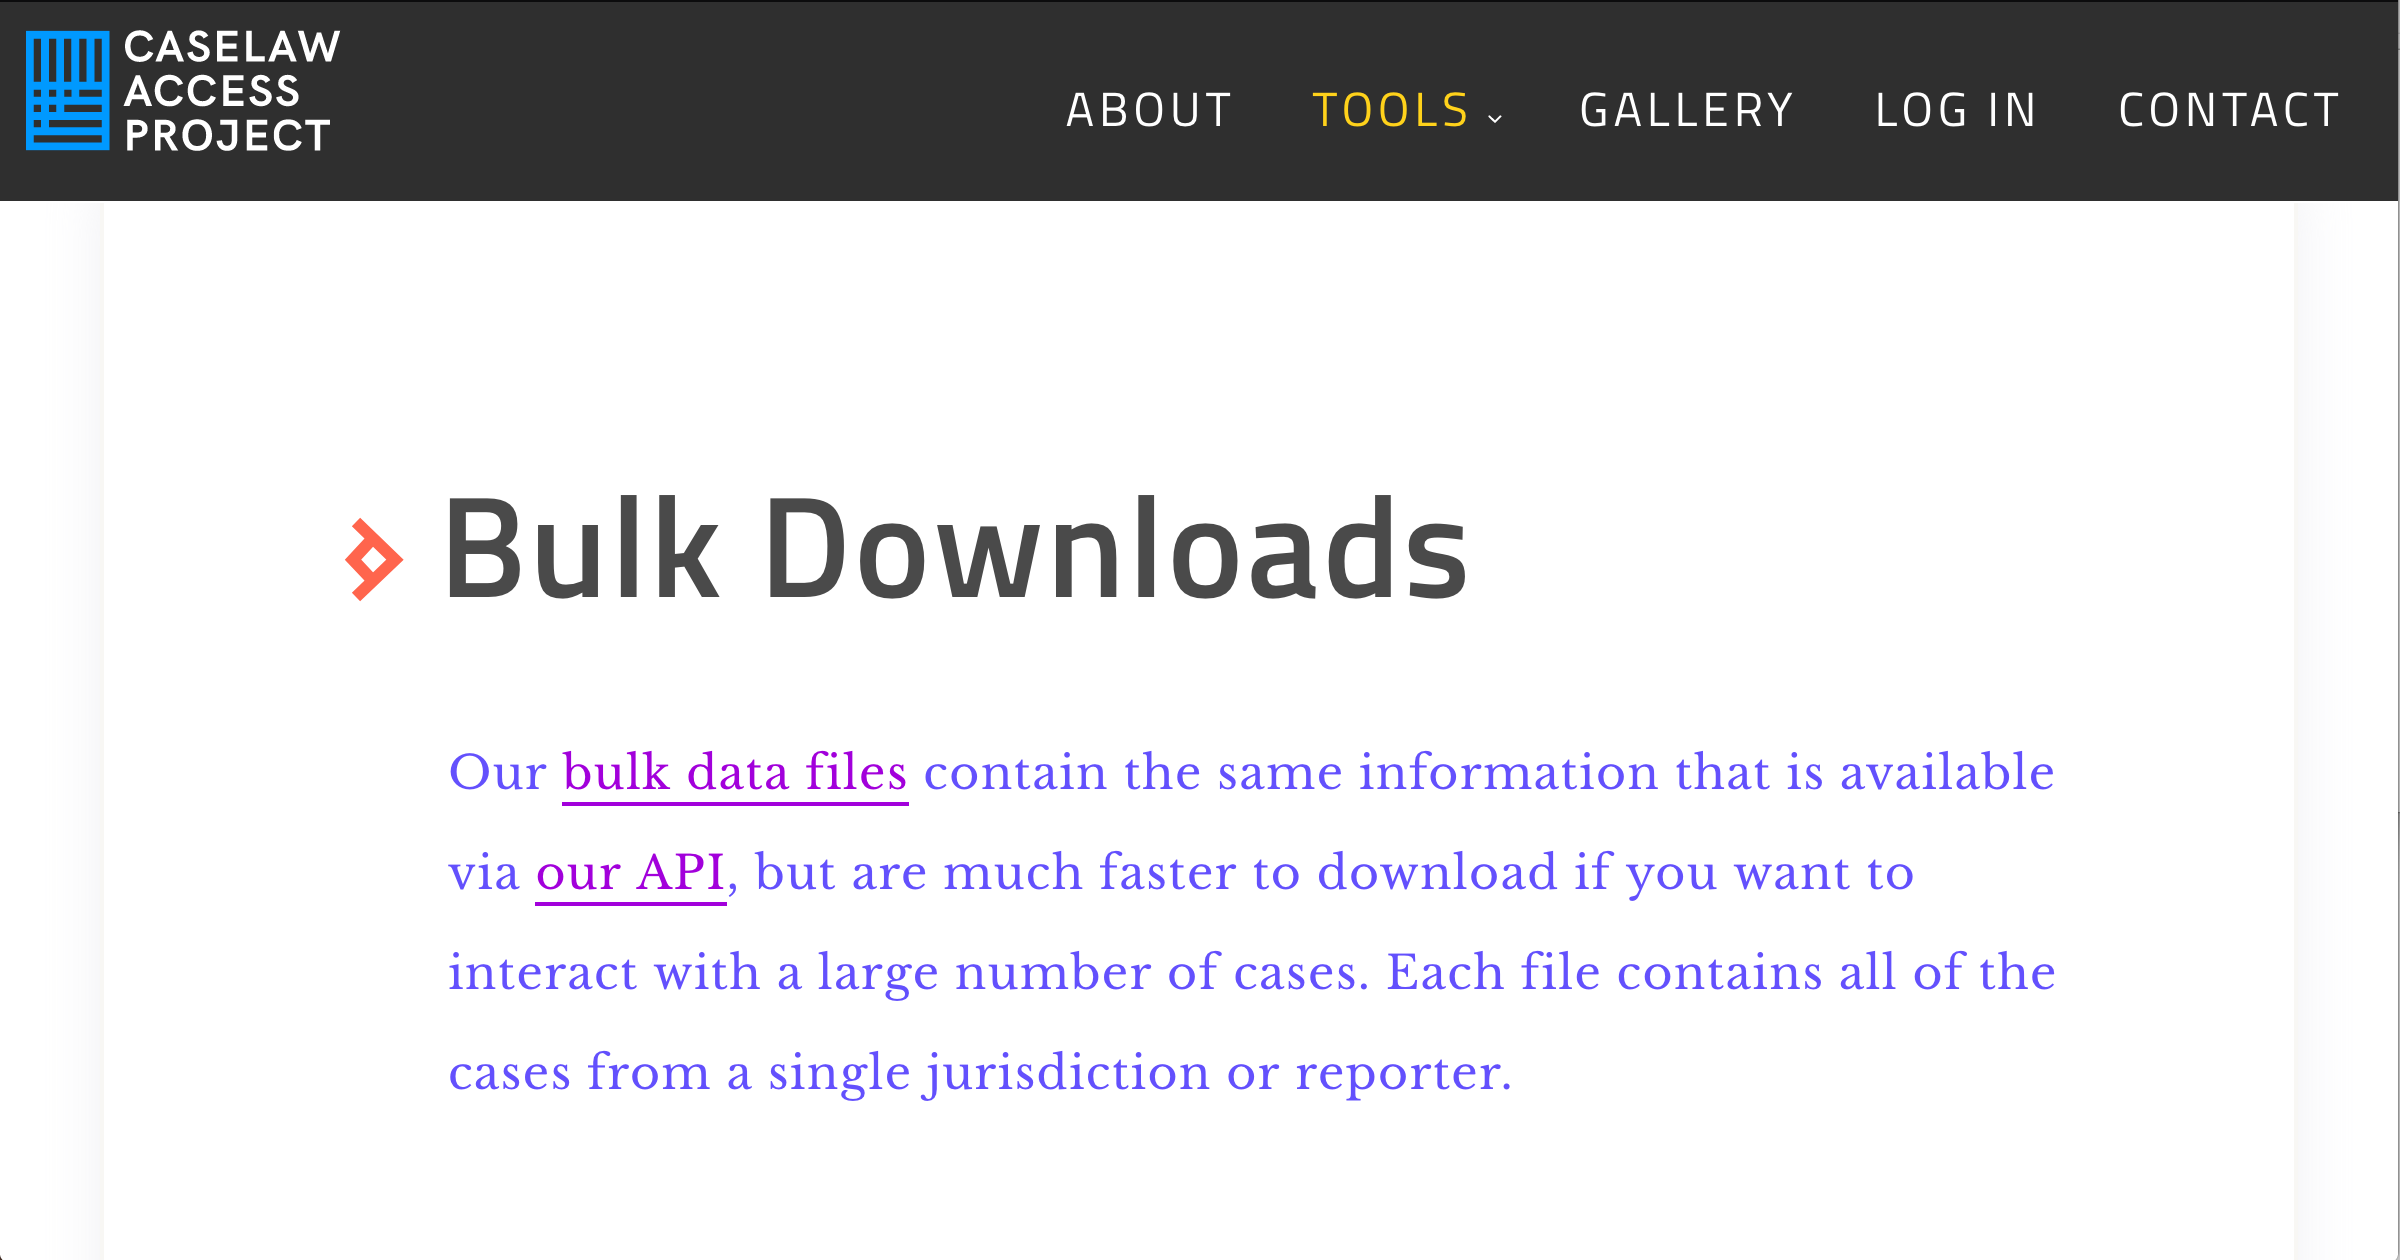 CASELAW
ACCESS
PROJECT
ABOUT TOOLS GALLERY LOG IN CONTACT
Bulk Downloads
Our bulk data files contain the same information that is available
via our API, but are much faster to download if you want to
interact with a large number of cases. Each file contains all of the
cases from a single jurisdiction or reporter.